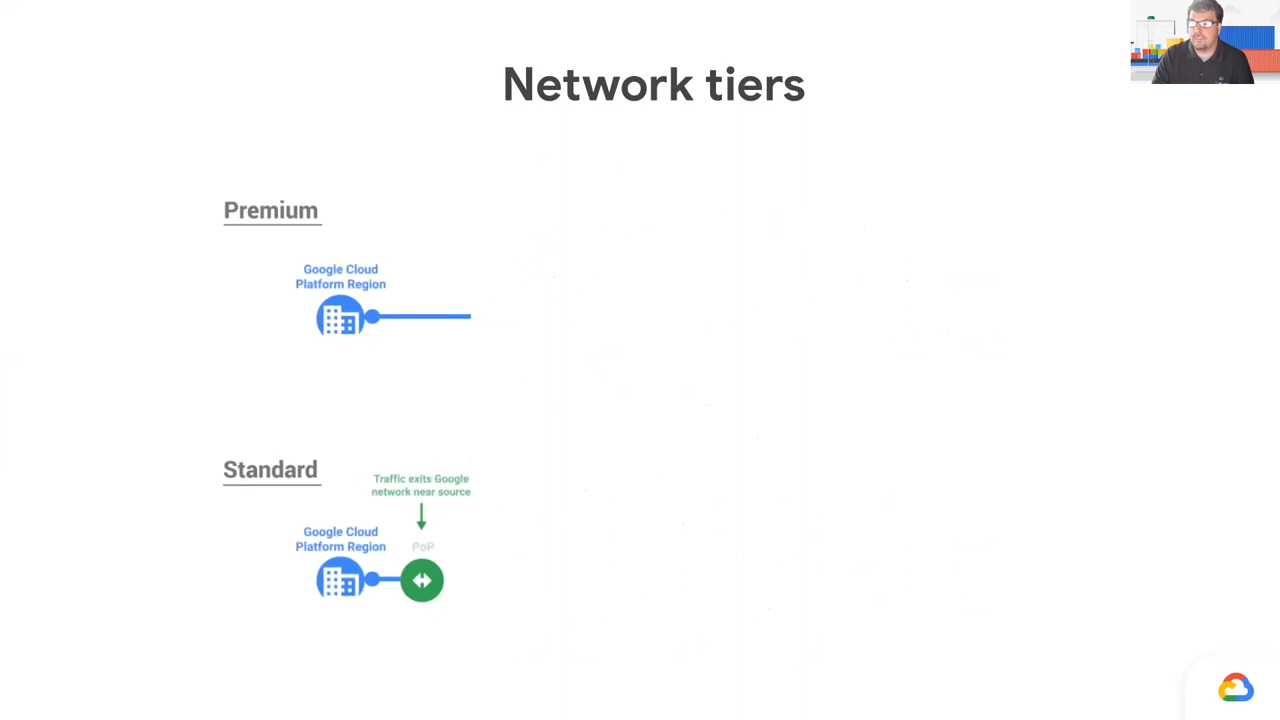 Network tiers
Premium
Google Cloud
Platform Region
Standard
Traffic exits Google
network near source
Google Cloud
Platform Region
PoP